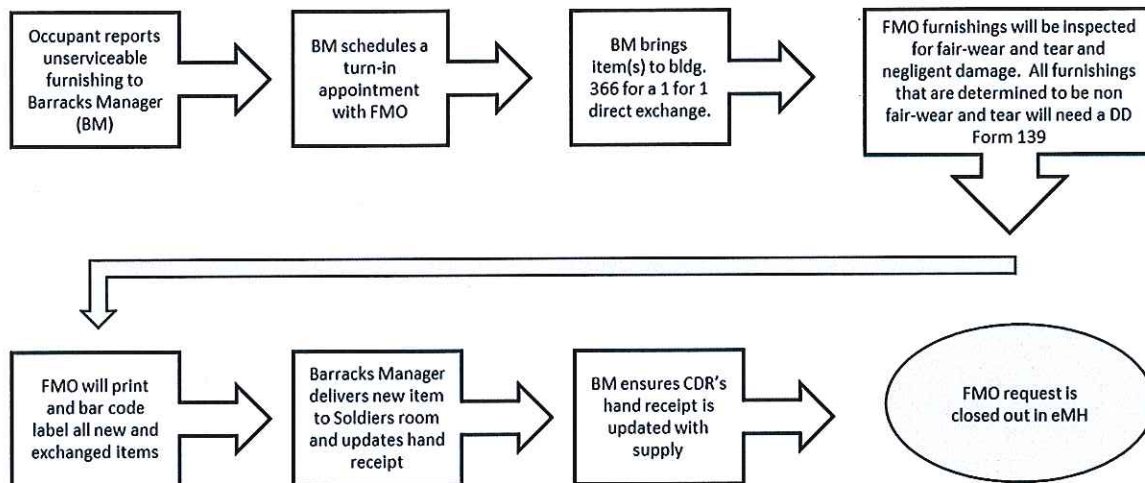 Occupant reports
unserviceable
furnishing to
Barracks Manager
(BM)
BM schedules a
turn-in
appointment
with FMO
BM brings
item(s) to bldg.
366 for a 1 for 1
direct exchange.
FMO furnishings will be inspected
for fair-wear and tear and
negligent damage.  All furnishings
that are determined to be non
fair-wear and tear will need a DD
Form 139
FMO will print
and bar code
label all new and
exchanged items
Barracks Manager
delivers new item
to Soldiers room
and updates hand
receipt
BM ensures CDR's
hand receipt is
updated with
supply
FMO request is
closed out in eMH